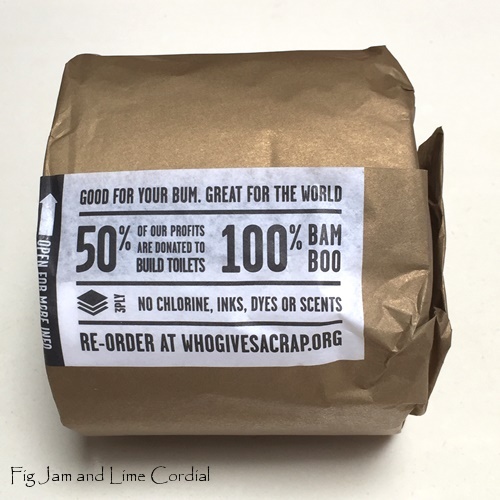 GOOD FOR YOUR BUM. GREAT FOR THE WORLD
50% OF OUR PROFITS
ARE DONATED TO
BUILD TOILETS
100% BAM
BOO
3PLY
NO CHLORINE, INKS, DYES OR SCENTS
RE-ORDER AT WHOGIVESACRAP.ORG
OPEN FOR MORE INFO
Fig Jam and Lime Cordial